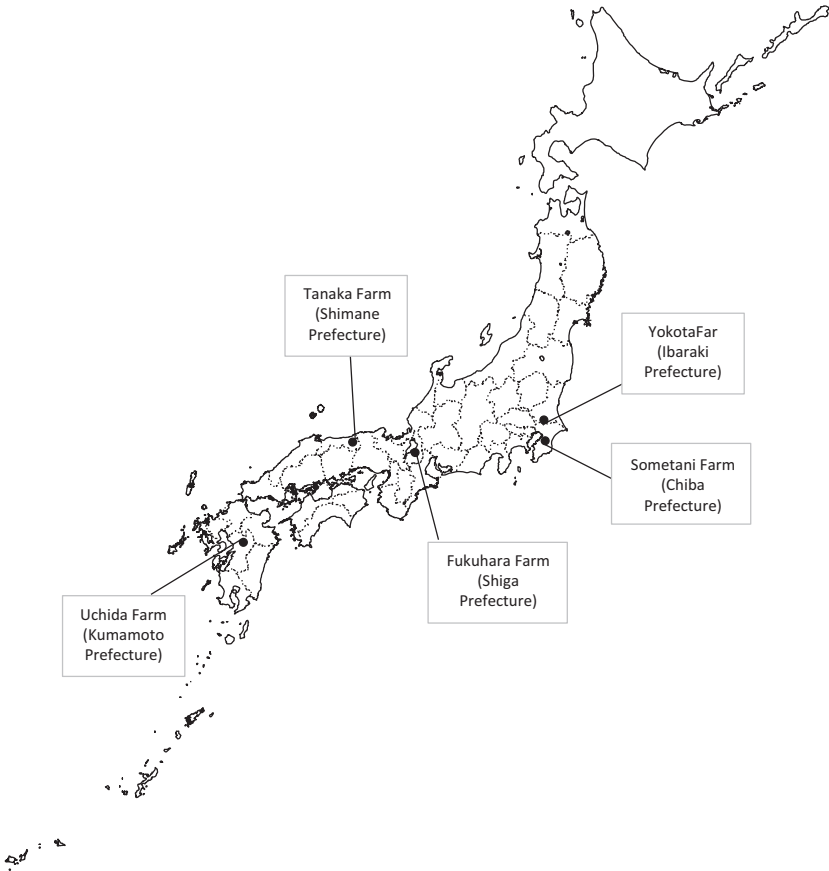 Tanaka Farm
(Shimane
Prefecture)
YokotaFar
(Ibaraki
Prefecture)
Sometani Farm
(Chiba
Prefecture)
Fukuhara Farm
(Shiga
Prefecture)
Uchida Farm
(Kumamoto
Prefecture)